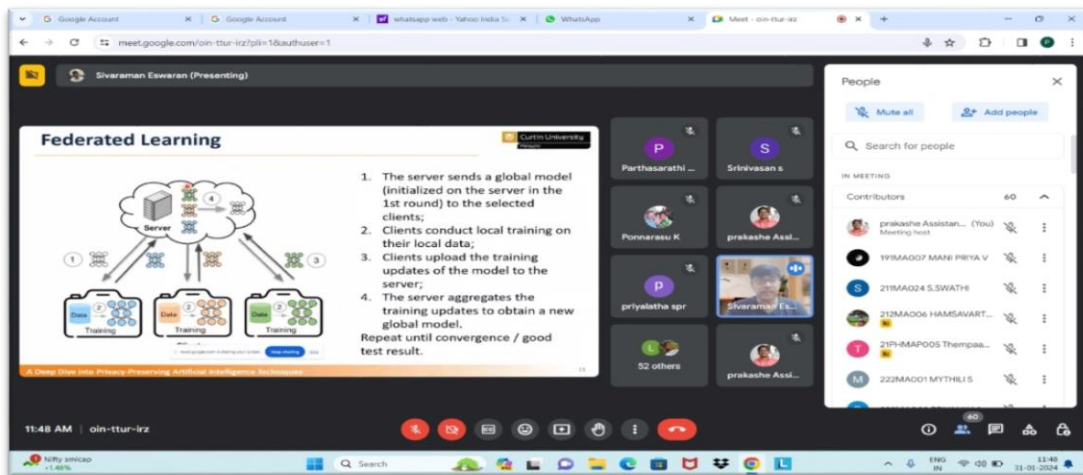 Google Account
Google Account
whatsapp web - Yahoo India S
WhatsApp
Meet - oin-ttur-irz
meet.google.com/oin-ttur-irz?pli=1&authuser=1
P
Sivaraman Eswaran (Presenting)
Federated Learning
Curtin University
Server
1
4
3
Data
2
Training
Data
2
Training
Data
2
Training
Stop sharing
1. The server sends a global model
(initialized on the server in the
1st round) to the selected
clients;
2. Clients conduct local training on
their local data;
3. Clients upload the training
updates of the model to the
server;
4. The server aggregates the
training updates to obtain a new
global model.
Repeat until convergence / good
test result.
A Deep Dive into Privacy-Preserving Artificial Intelligence Techniques
P
Parthasarathi ...
S
Srinivasan s
Ponnarasu K
prakashe Assi...
p
priyalatha spr
Sivaraman Es...
L
52 others
prakashe Assi...
People
Mute all
Add people
Search for people
IN MEETING
Contributors
60
prakashe Assistan... (You)
Meeting host
191MA007 MANI PRIYA V
S
211MA024 S.SWATHI
212MA006 HAMSAVART...
T
21PHMAP005 Thempaa...
M
222MA001 MYTHILI S
11:48 AM
oin-ttur-irz
60
Nifty smlcap
+1.48%
Search
ENG
IN
11:48
31-01-2024